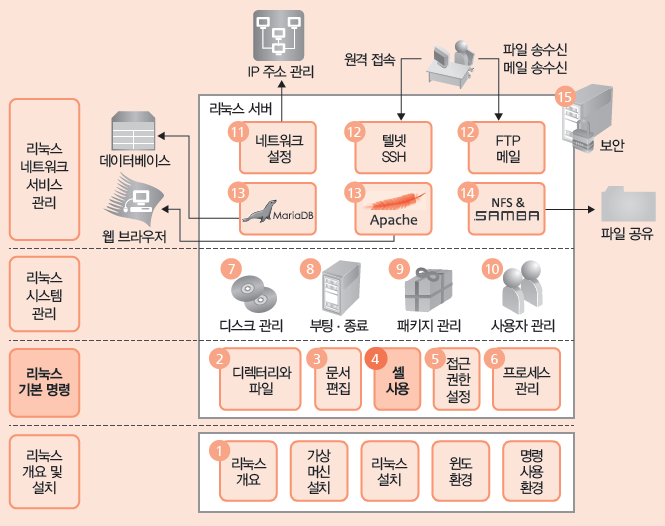 IP 주소 관리
원격 접속
파일 송수신
메일 송수신
리눅스
네트워크
서비스
관리
리눅스 서버
데이터베이스
웹 브라우저
11
네트워크
설정
12
텔넷
SSH
12
FTP
메일
15
보안
13
MariaDB
13
Apache
14
NFS &
SAMBA
파일 공유
리눅스
시스템
관리
7
디스크 관리
8
부팅·종료
9
패키지 관리
10
사용자 관리
리눅스
기본 명령
2
디렉터리와
파일
3
문서
편집
4
셸
사용
5
접근
권한
설정
6
프로세스
관리
리눅스
개요 및
설치
1
리눅스
개요
가상
머신
설치
리눅스
설치
윈도
환경
명령
사용
환경